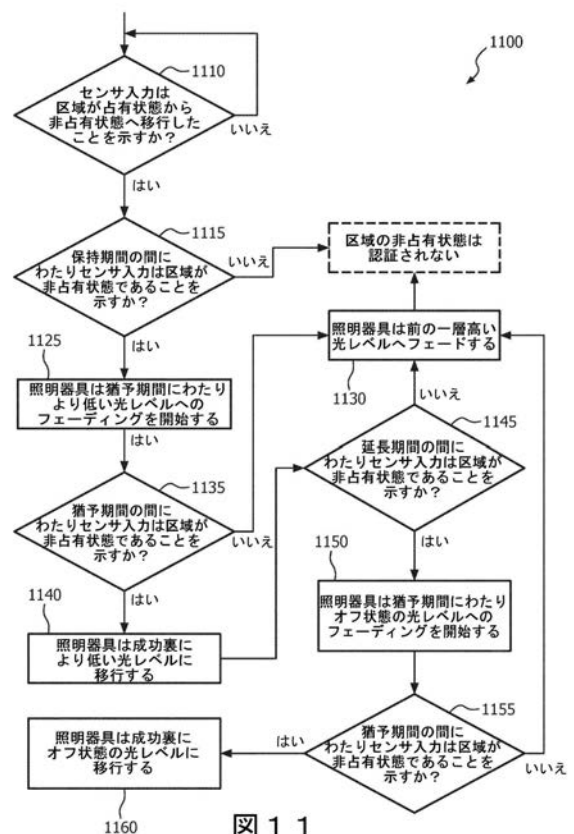 1100
1110
センサ入力は
区域が占有状態から
非占有状態へ移行した
ことを示すか？
いいえ
はい
1115
保持期間の間に
わたりセンサ入力は区域が
非占有状態であることを
示すか？
いいえ
はい
区域の非占有状態は
認証されない
照明器具は前の一層高い
光レベルへフェードする
1130
1125
照明器具は猶予期間にわたり
より低い光レベルへの
フェーディングを開始する
はい
1135
猶予期間の間に
わたりセンサ入力は区域が
非占有状態であることを
示すか？
いいえ
はい
1140
照明器具は成功裏に
より低い光レベルに
移行する
いいえ
1145
延長期間の間に
わたりセンサ入力は区域が
非占有状態であることを
示すか？
はい
1150
照明器具は猶予期間にわたり
オフ状態の光レベルへの
フェーディングを開始する
1155
猶予期間の間に
わたりセンサ入力は区域が
非占有状態であることを
示すか？
はい
いいえ
照明器具は成功裏に
オフ状態の光レベルに
移行する
1160
図１１